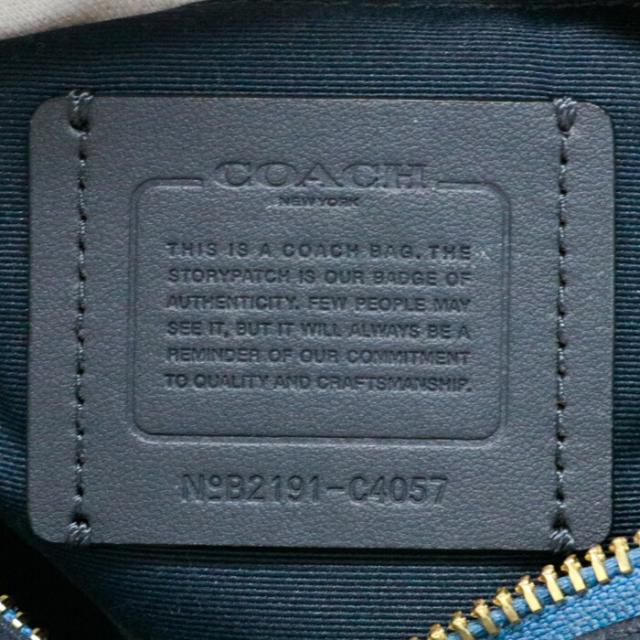 COACH
NEW YORK
THIS IS A COACH BAG. THE
STORYPATCH IS OUR BADGE OF
AUTHENTICITY. FEW PEOPLE MAY
SEE IT, BUT IT WILL ALWAYS BE A
REMINDER OF OUR COMMITMENT
TO QUALITY AND CRAFTSMANSHIP.
NºB2191-C4057